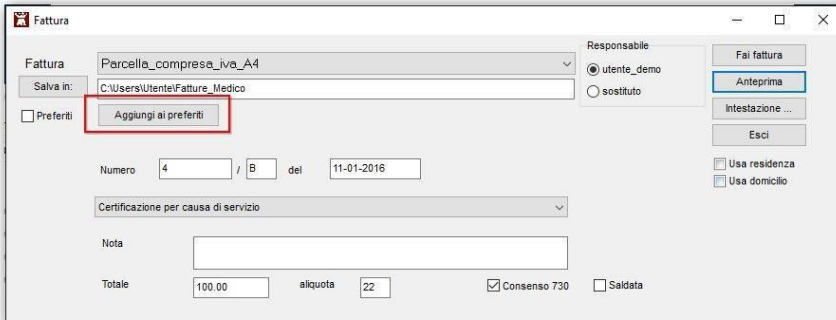 Fattura
Fattura Parcella_compresa_iva_A4
Responsabile
utente_demo
sostituto
Fai fattura
Anteprima
Intestazione ...
Esci
Salva in: C:\Users\Utente\Fatture_Medico
Preferiti Aggiungi ai preferiti
Usa residenza
Usa domicilio
Numero 4 / B del 11-01-2016
Certificazione per causa di servizio
Nota
Totale 100.00 aliquota 22 Consenso 730 Saldata